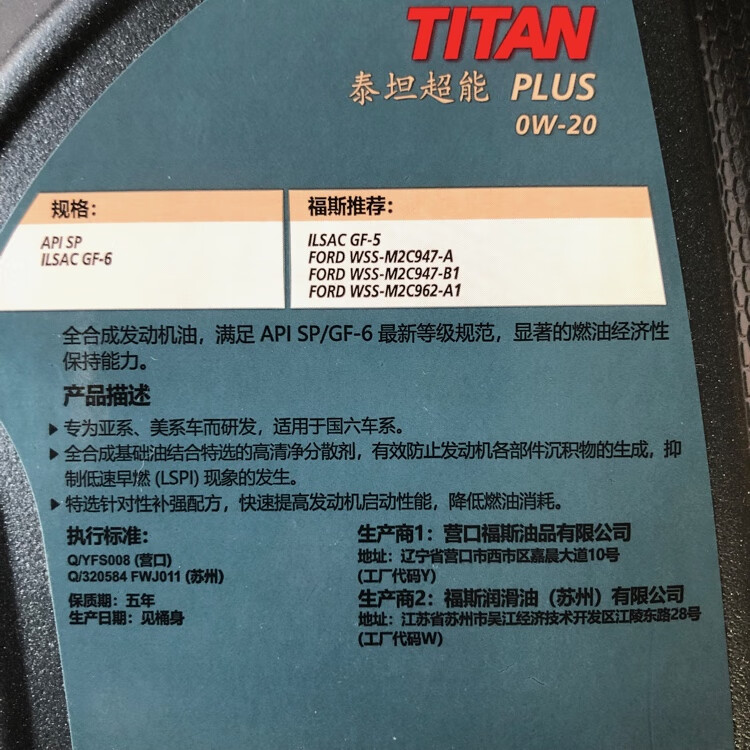 TITAN
泰坦超能 PLUS
0W-20
规格：
API SP
ILSAC GF-6
福斯推荐：
ILSAC GF-5
FORD WSS-M2C947-A
FORD WSS-M2C947-B1
FORD WSS-M2C962-A1
全合成发动机油，满足 API SP/GF-6 最新等级规范，显著的燃油经济性
保持能力。
产品描述
▶ 专为亚系、美系车而研发，适用于国六车系。
▶ 全合成基础油结合特选的高清净分散剂，有效防止发动机各部件沉积物的生成，抑
制低速早燃 (LSPI) 现象的发生。
▶ 特选针对性补强配方，快速提高发动机启动性能，降低燃油消耗。
执行标准：
Q/YFS008 (营口)
Q/320584 FWJ011 (苏州)
保质期：五年
生产日期：见桶身
生产商1：营口福斯油品有限公司
地址：辽宁省营口市西市区嘉晨大道10号
(工厂代码Y)
生产商2：福斯润滑油（苏州）有限公司
地址：江苏省苏州市吴江经济技术开发区江陵东路28号
(工厂代码W)